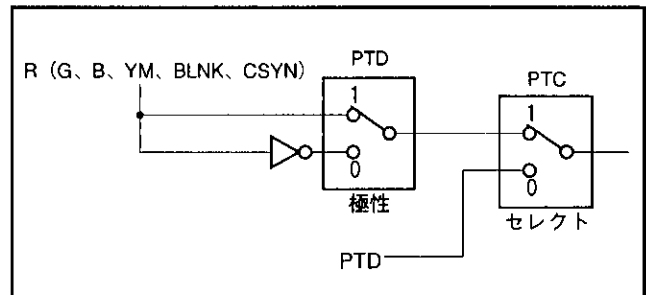 R（G、B、YM、BLNK、CSYN）
PTD
1
0
極性
PTC
1
0
セレクト
PTD